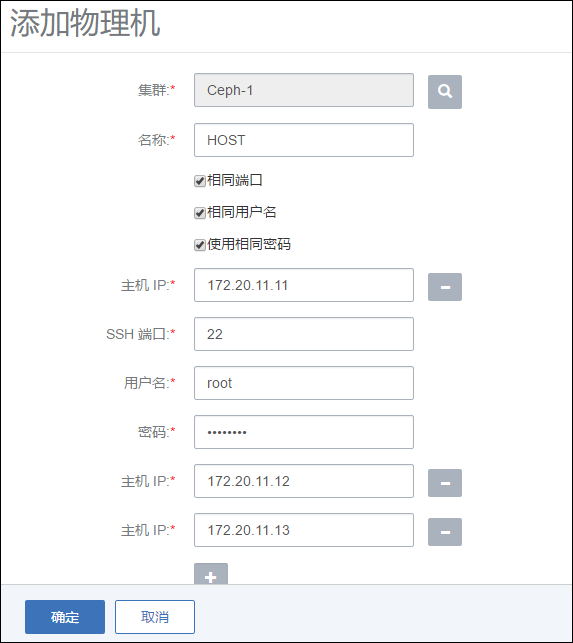 添加物理机
集群:* Ceph-1
名称:* HOST
相同端口
相同用户名
使用相同密码
主机 IP:* 172.20.11.11
SSH 端口:* 22
用户名:* root
密码:* ••••••••
主机 IP:* 172.20.11.12
主机 IP:* 172.20.11.13
确定 取消